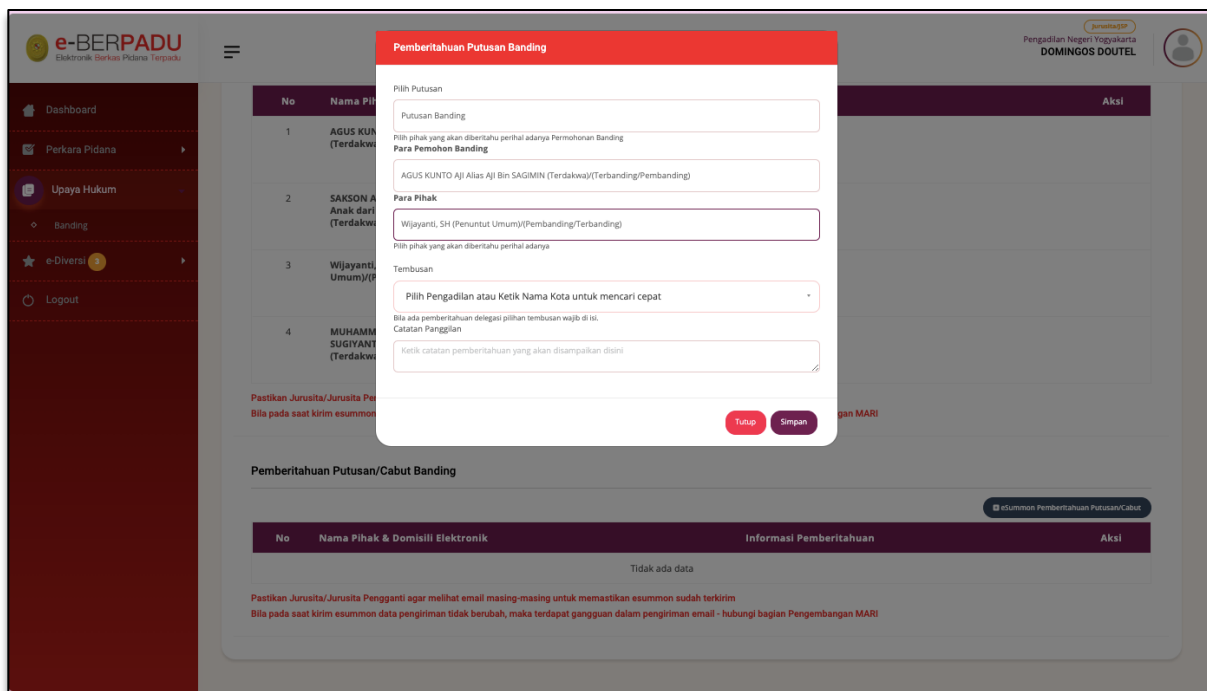 e-BERPADU
Elektronik Berkas Pidana Terpadu
Jurusita/JSP
Pengadilan Negeri Yogyakarta
DOMINGOS DOUTEL
Dashboard
Perkara Pidana
Upaya Hukum
Banding
e-Diversi 3
Logout
Pemberitahuan Putusan Banding
Pilih Putusan
Putusan Banding
Pilih pihak yang akan diberitahu perihal adanya Permohonan Banding
Para Pemohon Banding
AGUS KUNTO AJI Alias AJI Bin SAGIMIN (Terdakwa)/(Terbanding/Pembanding)
Para Pihak
Wijayanti, SH (Penuntut Umum)/(Pembanding/Terbanding)
Pilih pihak yang akan diberitahu perihal adanya
Tembusan
Pilih Pengadilan atau Ketik Nama Kota untuk mencari cepat
Bila ada pemberitahuan delegasi pilihan tembusan wajib di isi.
Catatan Panggilan
Ketik catatan pemberitahuan yang akan disampaikan disini
Tutup Simpan
No Nama Pih Aksi
1 AGUS KUN
(Terdakwa
2 SAKSON A
Anak dari
(Terdakwa
3 Wijayanti,
Umum)/(P
4 MUHAMM
SUGIYANT
(Terdakwa
Pastikan Jurusita/Jurusita Pe
Bila pada saat kirim esummon gan MARI
Pemberitahuan Putusan/Cabut Banding
eSummon Pemberitahuan Putusan/Cabut
No Nama Pihak & Domisili Elektronik Informasi Pemberitahuan Aksi
Tidak ada data
Pastikan Jurusita/Jurusita Pengganti agar melihat email masing-masing untuk memastikan esummon sudah terkirim
Bila pada saat kirim esummon data pengiriman tidak berubah, maka terdapat gangguan dalam pengiriman email - hubungi bagian Pengembangan MARI